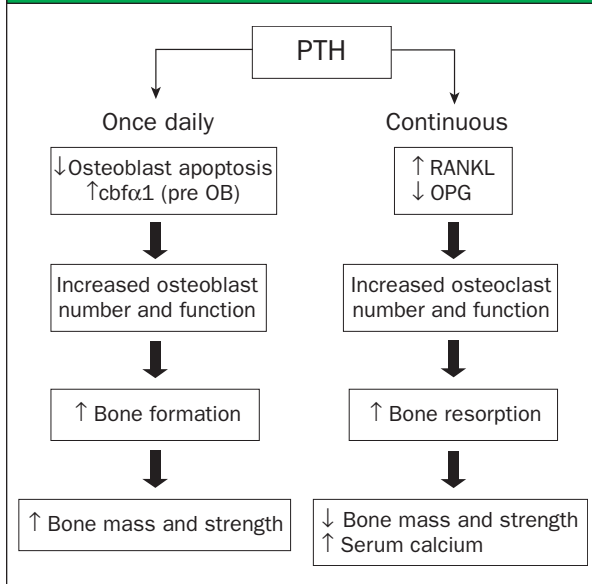 PTH
Once daily
↓Osteoblast apoptosis
↑cbfα1 (pre OB)
Increased osteoblast
number and function
↑ Bone formation
↑ Bone mass and strength
Continuous
↑ RANKL
↓ OPG
Increased osteoclast
number and function
↑ Bone resorption
↓ Bone mass and strength
↑ Serum calcium